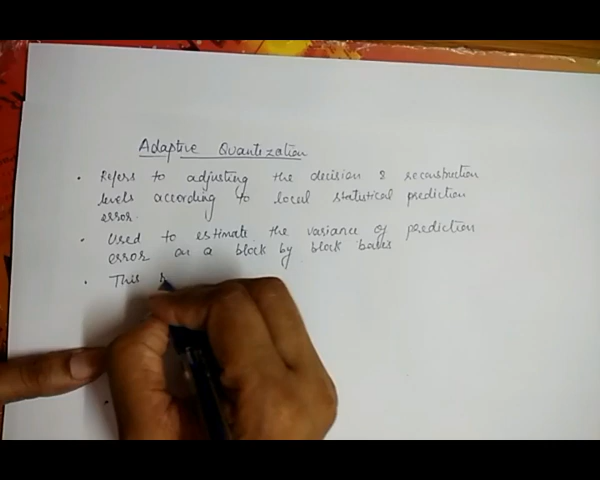 Adaptive Quantization
• Refers to adjusting the decision & reconstruction
levels according to local statistical prediction
error.
• Used to estimate the variance of prediction
error on a block by block basis
• This